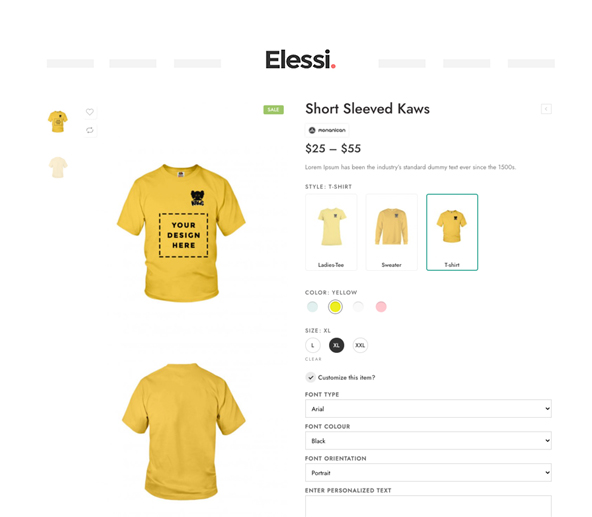 Elessi.
SALE
YOUR
DESIGN
HERE
Short Sleeved Kaws
monanican
$25 – $55
Lorem Ipsum has been the industry's standard dummy text ever since the 1500s.
STYLE: T-SHIRT
Ladies-Tee
Sweater
T-shirt
COLOR: YELLOW
SIZE: XL
L
XL
XXL
CLEAR
Customize this item?
FONT TYPE
Arial
FONT COLOUR
Black
FONT ORIENTATION
Portrait
ENTER PERSONALIZED TEXT